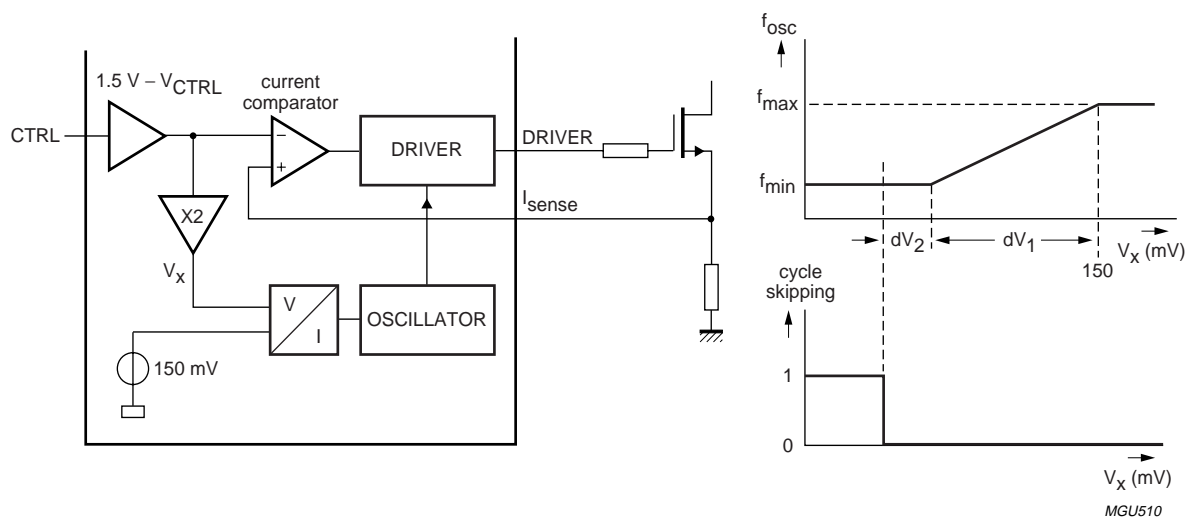 1.5 V – VCTRL
CTRL
current
comparator
−
+
DRIVER
DRIVER
Isense
X2
Vx
V
I
OSCILLATOR
150 mV
fosc
fmax
fmin
dV2
dV1
150
Vx (mV)
cycle
skipping
1
0
Vx (mV)
MGU510